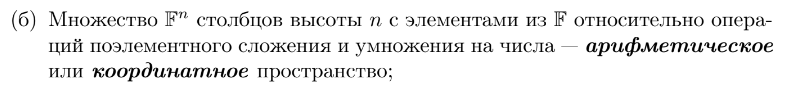 (б) Множество 𝔽ⁿ столбцов высоты n с элементами из 𝔽 относительно опера-
ций поэлементного сложения и умножения на числа — арифметическое
или координатное пространство;